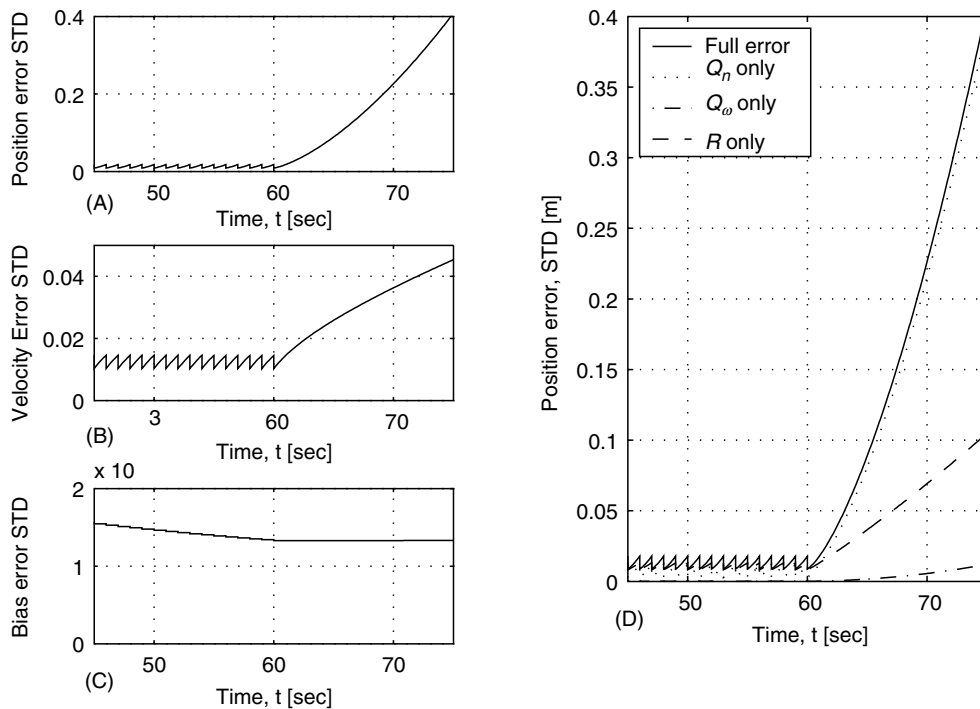 Position error STD
0.4
0.2
0
50
60
70
(A)
Time, t [sec]
Velocity Error STD
0.04
0.02
0
3
60
70
(B)
Time, t [sec]
x 10
Bias error STD
2
1
0
50
60
70
(C)
Time, t [sec]
Position error, STD [m]
0.4
0.35
0.3
0.25
0.2
0.15
0.1
0.05
0
Full error
Qn only
Qω only
R only
50
60
70
(D)
Time, t [sec]